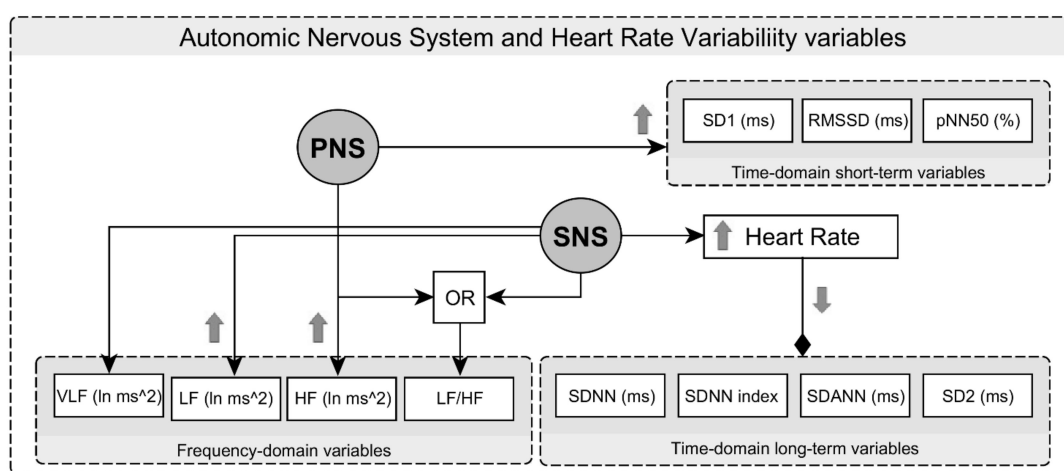 Autonomic Nervous System and Heart Rate Variabiliity variables
SD1 (ms)
RMSSD (ms)
pNN50 (%)
Time-domain short-term variables
PNS
SNS
Heart Rate
OR
VLF (ln ms^2)
LF (ln ms^2)
HF (ln ms^2)
LF/HF
Frequency-domain variables
SDNN (ms)
SDNN index
SDANN (ms)
SD2 (ms)
Time-domain long-term variables